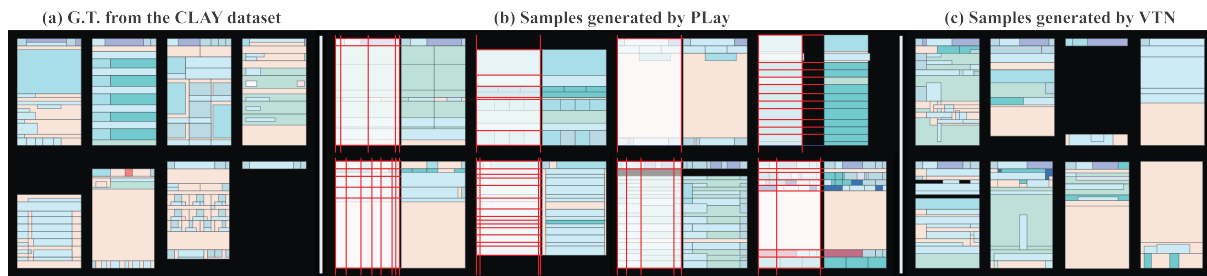 (a) G.T. from the CLAY dataset
(b) Samples generated by PLay
(c) Samples generated by VTN